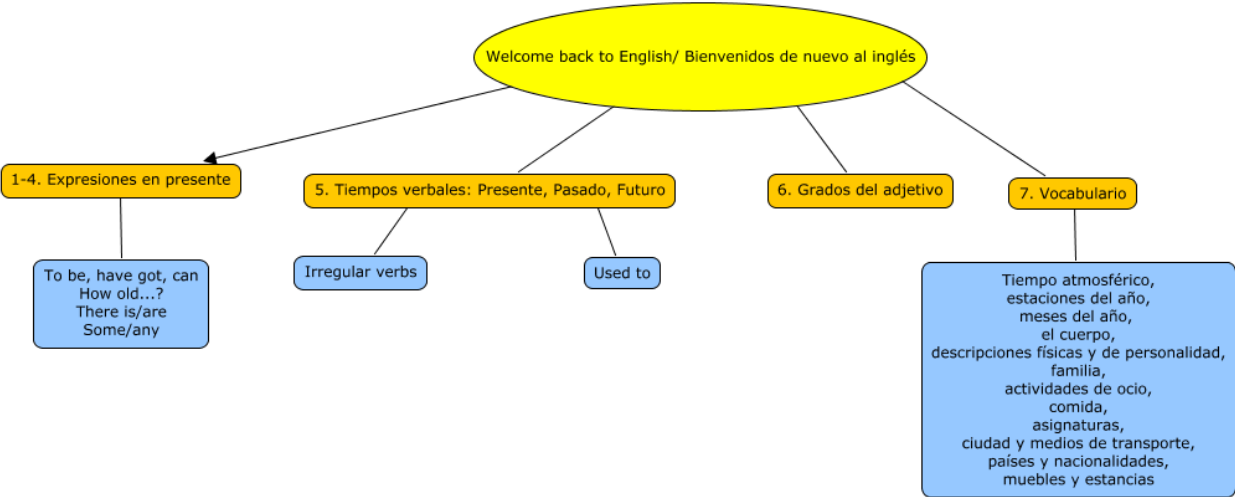 Welcome back to English/ Bienvenidos de nuevo al inglés
1-4. Expresiones en presente
5. Tiempos verbales: Presente, Pasado, Futuro
6. Grados del adjetivo
7. Vocabulario
To be, have got, can
How old...?
There is/are
Some/any
Irregular verbs
Used to
Tiempo atmosférico,
estaciones del año,
meses del año,
el cuerpo,
descripciones físicas y de personalidad,
familia,
actividades de ocio,
comida,
asignaturas,
ciudad y medios de transporte,
países y nacionalidades,
muebles y estancias